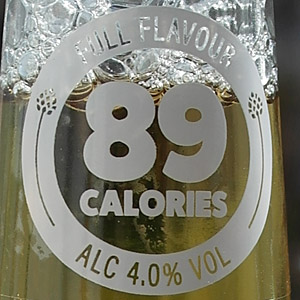 FULL FLAVOUR
89
CALORIES
ALC 4.0% VOL